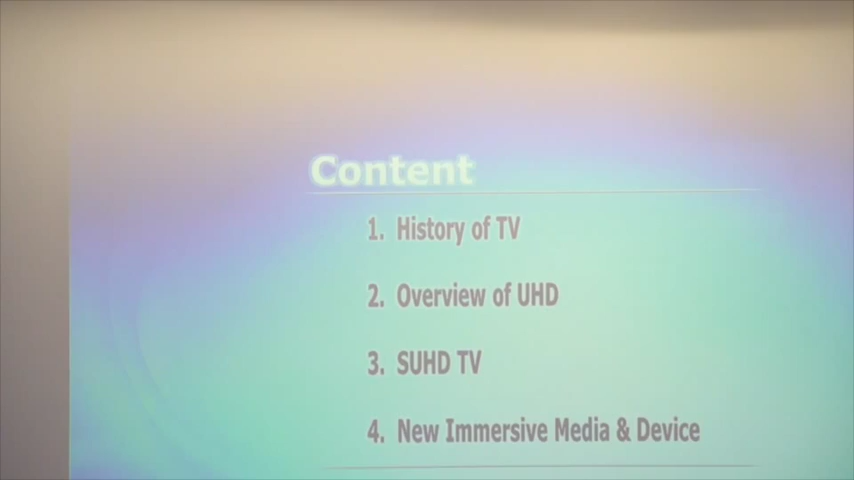 Content
1. History of TV
2. Overview of UHD
3. SUHD TV
4. New Immersive Media & Device